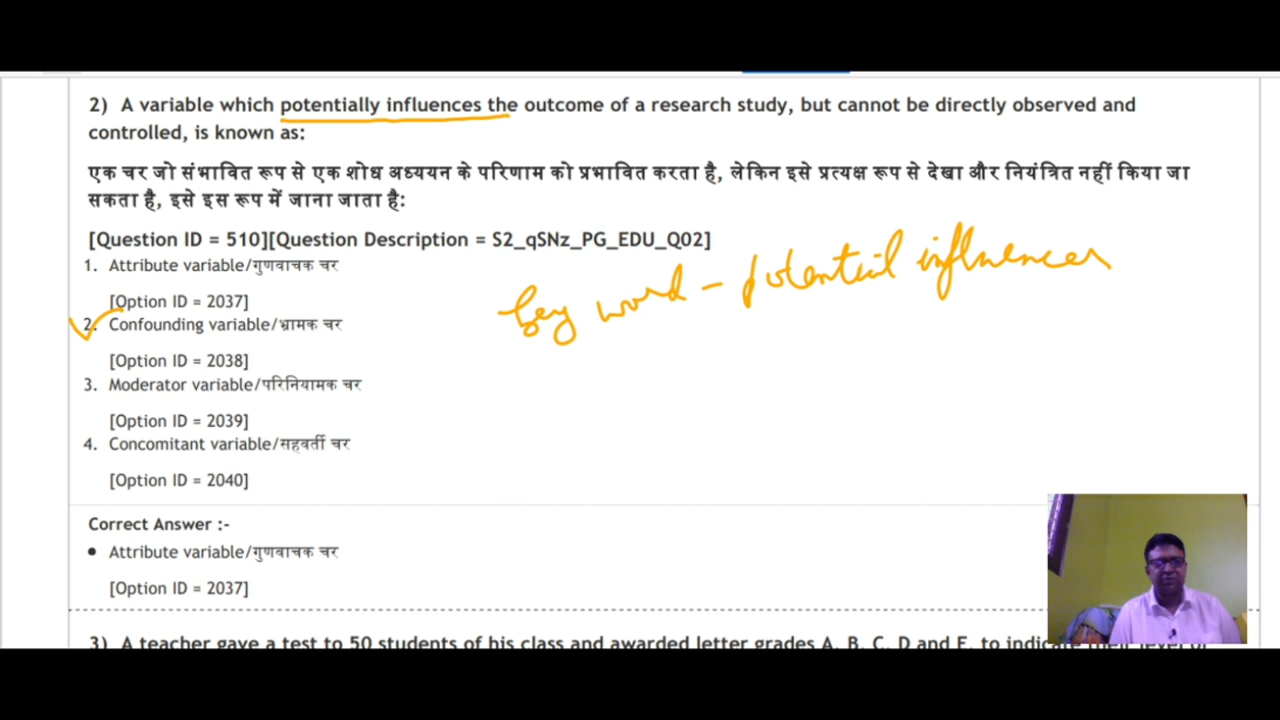 2) A variable which potentially influences the outcome of a research study, but cannot be directly observed and
controlled, is known as:
एक चर जो संभावित रूप से एक शोध अध्ययन के परिणाम को प्रभावित करता है, लेकिन इसे प्रत्यक्ष रूप से देखा और नियंत्रित नहीं किया जा
सकता है, इसे इस रूप में जाना जाता है:
[Question ID = 510][Question Description = S2_qSNz_PG_EDU_Q02]
1. Attribute variable/गुणवाचक चर
[Option ID = 2037]
key word - potential influences
2. Confounding variable/भ्रामक चर
[Option ID = 2038]
3. Moderator variable/परिनियामक चर
[Option ID = 2039]
4. Concomitant variable/सहवर्ती चर
[Option ID = 2040]
Correct Answer :-
• Attribute variable/गुणवाचक चर
[Option ID = 2037]
3) A teacher gave a test to 50 students of his class and awarded letter grades A, B, C, D and E, to indicate their level of